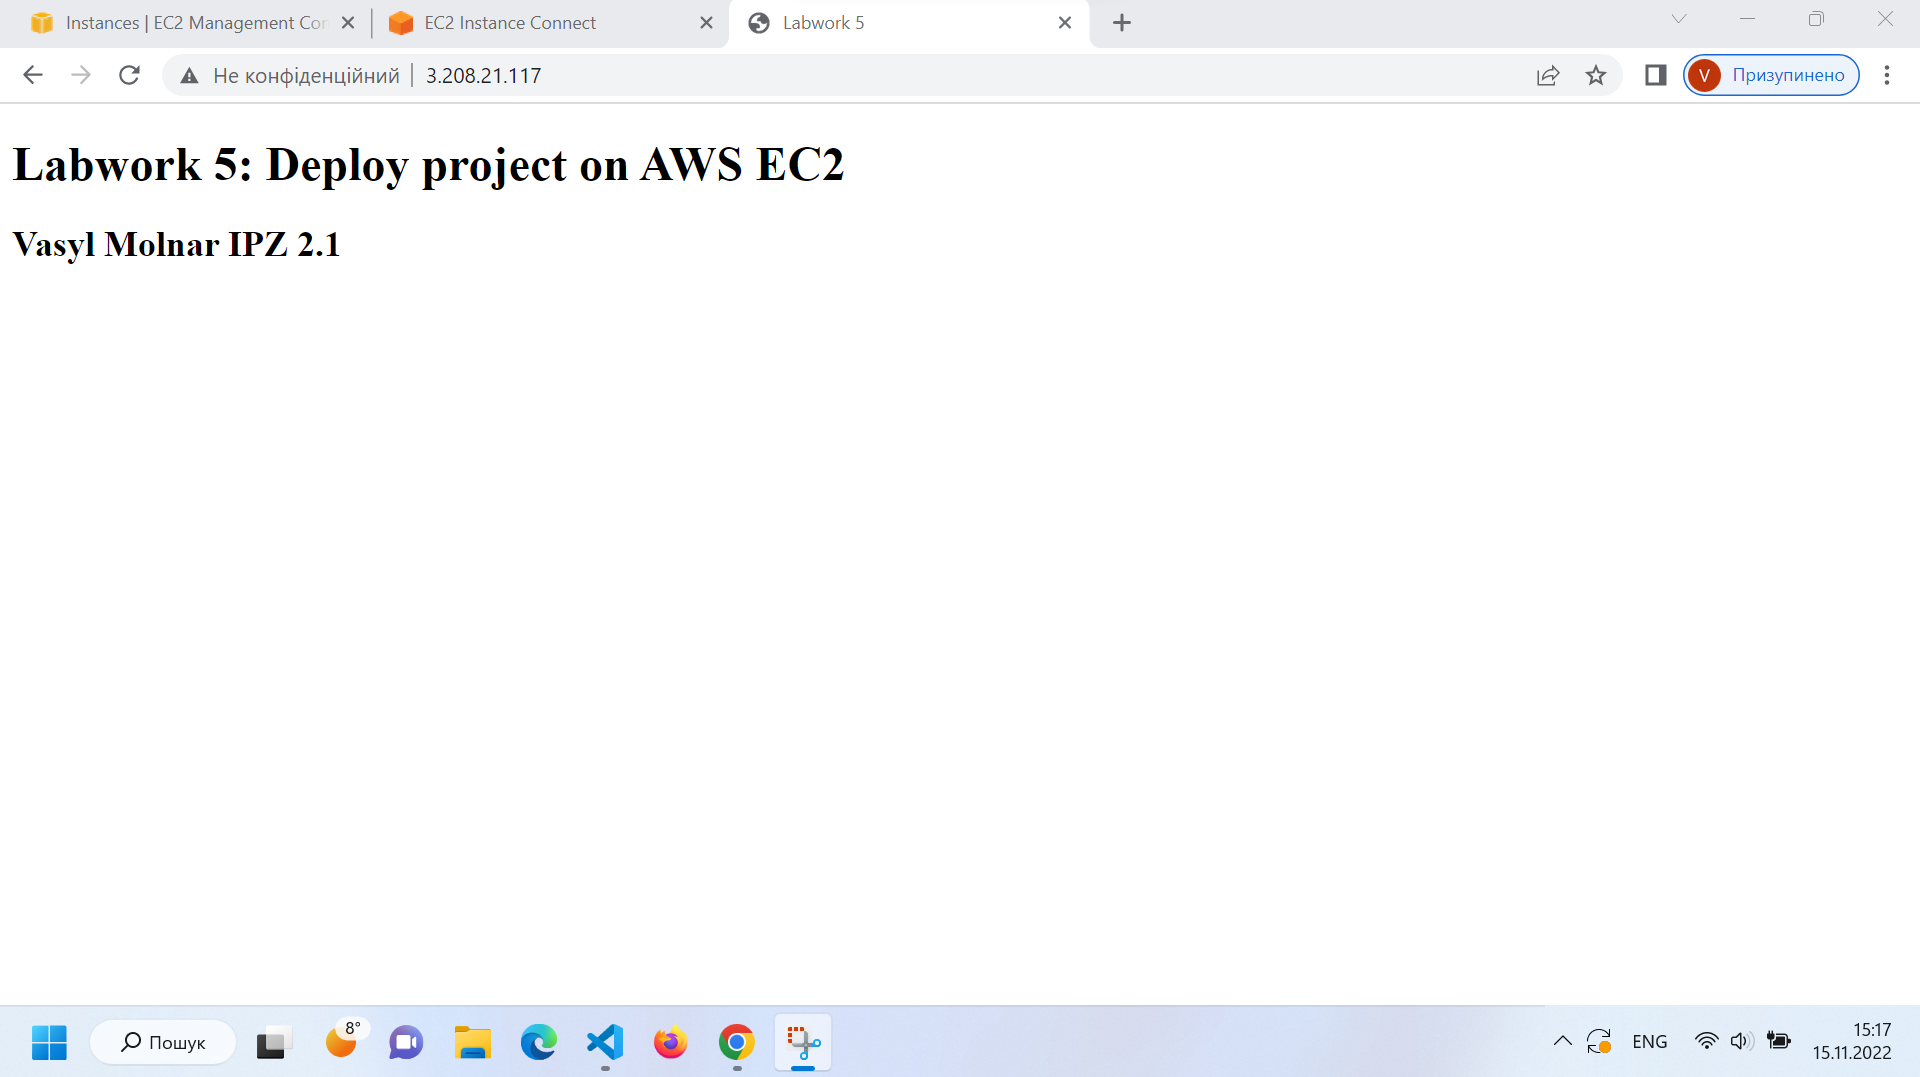 Instances | EC2 Management Con
EC2 Instance Connect
Labwork 5
Не конфіденційний
3.208.21.117
V
Призупинено
Labwork 5: Deploy project on AWS EC2
Vasyl Molnar IPZ 2.1
Пошук
8°
ENG
15:17
15.11.2022